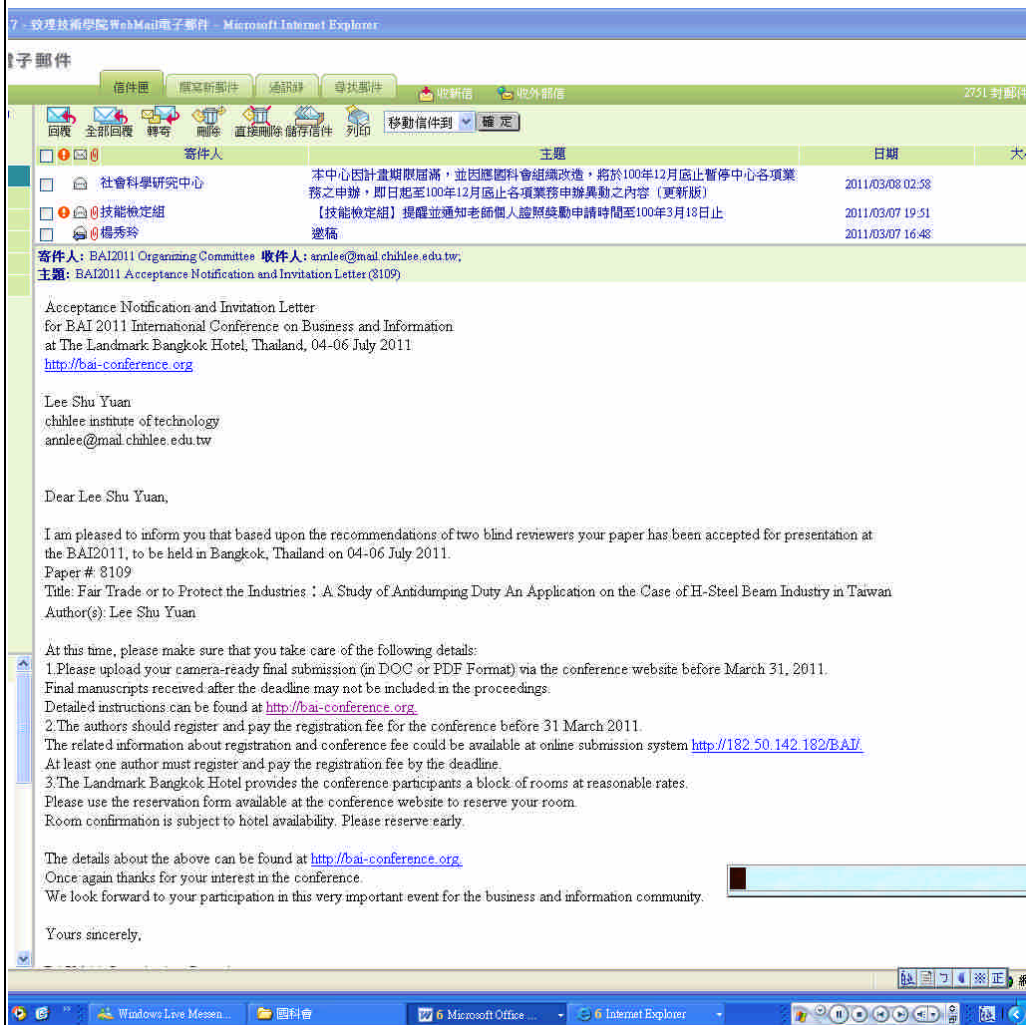 7 - 致理技術學院WebMail電子郵件 - Microsoft Internet Explorer
子郵件
信件匣 撰寫新郵件 通訊錄 尋找郵件 收新信 收外部信 2751 封郵件
回覆 全部回覆 轉寄 刪除 直接刪除 儲存信件 列印 移動信件到 確 定
寄件人 主題 日期 大
社會科學研究中心 本中心因計畫期限屆滿，並因應國科會組織改造，將於100年12月底止暫停中心各項業務之申辦，即日起至100年12月底止各項業務申辦異動之內容（更新版） 2011/03/08 02:58
技能檢定組 【技能檢定組】提醒並通知老師個人證照獎勵申請時間至100年3月18日止 2011/03/07 19:51
楊秀玲 邀稿 2011/03/07 16:48
寄件人: BAI2011 Organizing Committee 收件人: annlee@mail.chihlee.edu.tw;
主題: BAI2011 Acceptance Notification and Invitation Letter (8109)
Acceptance Notification and Invitation Letter
for BAI 2011 International Conference on Business and Information
at The Landmark Bangkok Hotel, Thailand, 04-06 July 2011
http://bai-conference.org
Lee Shu Yuan
chihlee institute of technology
annlee@mail.chihlee.edu.tw
Dear Lee Shu Yuan,
I am pleased to inform you that based upon the recommendations of two blind reviewers your paper has been accepted for presentation at
the BAI2011, to be held in Bangkok, Thailand on 04-06 July 2011.
Paper #: 8109
Title: Fair Trade or to Protect the Industries：A Study of Antidumping Duty An Application on the Case of H-Steel Beam Industry in Taiwan
Author(s): Lee Shu Yuan
At this time, please make sure that you take care of the following details:
1.Please upload your camera-ready final submission (in DOC or PDF Format) via the conference website before March 31, 2011.
Final manuscripts received after the deadline may not be included in the proceedings.
Detailed instructions can be found at http://bai-conference.org.
2.The authors should register and pay the registration fee for the conference before 31 March 2011.
The related information about registration and conference fee could be available at online submission system http://182.50.142.182/BAI/.
At least one author must register and pay the registration fee by the deadline.
3.The Landmark Bangkok Hotel provides the conference participants a block of rooms at reasonable rates.
Please use the reservation form available at the conference website to reserve your room.
Room confirmation is subject to hotel availability. Please reserve early.
The details about the above can be found at http://bai-conference.org.
Once again thanks for your interest in the conference.
We look forward to your participation in this very important event for the business and information community.
Yours sincerely,
Windows Live Messen... 國科會 6 Microsoft Office ... 6 Internet Explorer